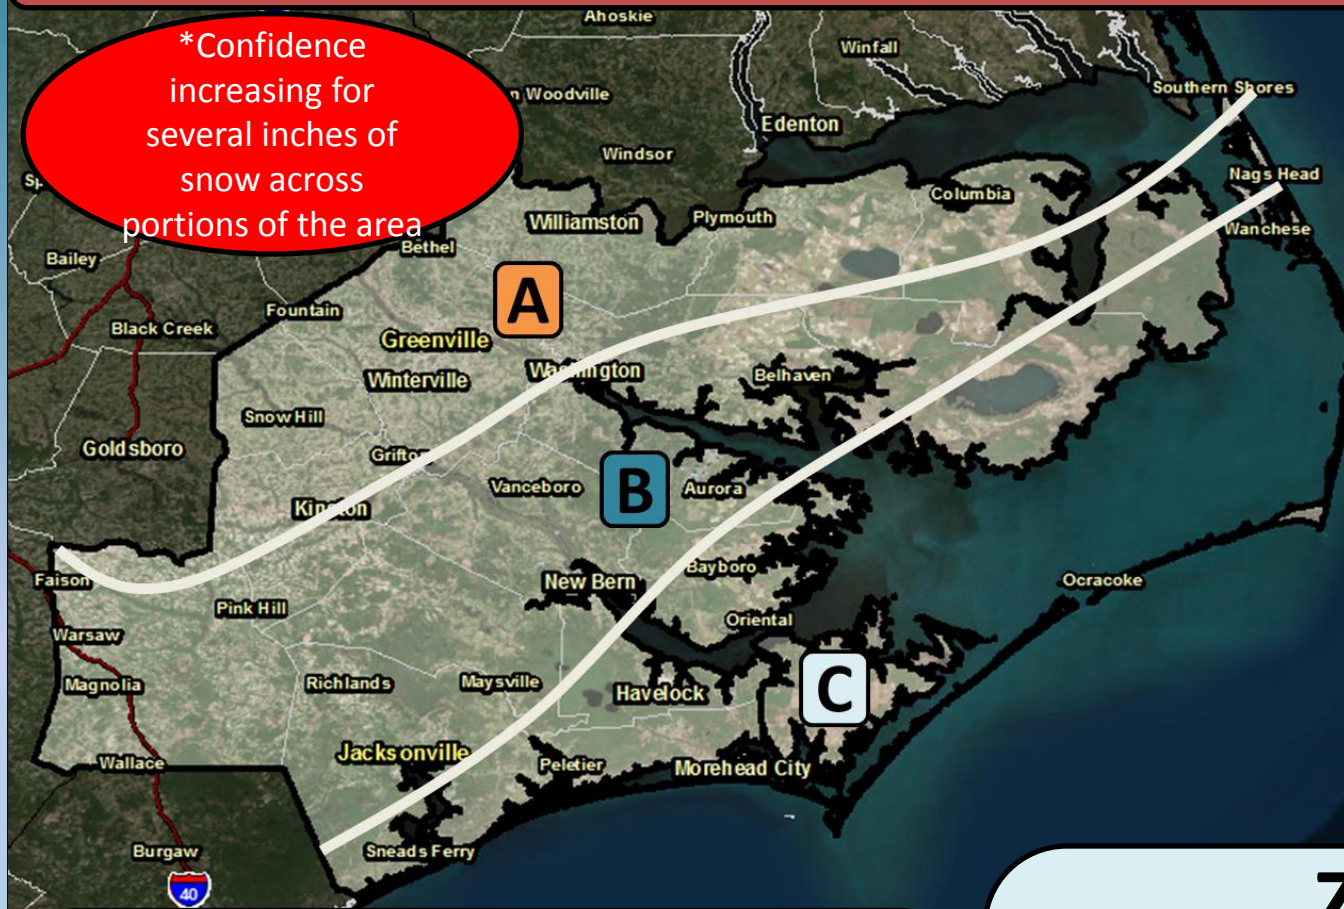 Ahoskie
*Confidence
increasing for
several inches of
snow across
portions of the area
Winfall
Woodville
Southern Shores
Edenton
Windsor
Nags Head
Columbia
Williamston
Plymouth
Wanchese
Bethel
Bailey
A
Fountain
Black Creek
Greenville
Washington
Winterville
Belhaven
Snow Hill
Goldsboro
Grifton
B
Vanceboro
Aurora
Kinston
Bayboro
Faison
New Bern
Ocracoke
Pink Hill
Oriental
Warsaw
Magnolia
Richlands
Maysville
Havelock
C
Jacksonville
Wallace
Peletier
Morehead City
Burgaw
Sneads Ferry
40